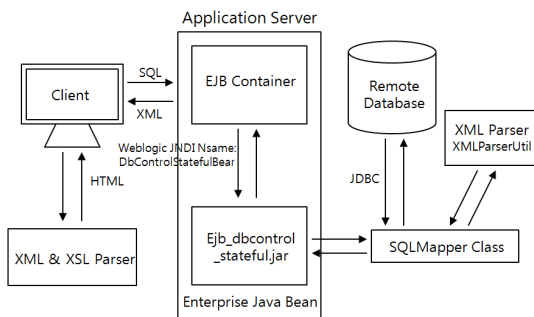 Application Server
SQL
EJB Container
Client
XML
Remote
Database
XML Parser
XMLParserUtil
Weblogic JNDI Nsame:
DbControlStatefulBear
HTML
JDBC
Ejb_dbcontrol
_stateful.jar
SQLMapper Class
XML & XSL Parser
Enterprise Java Bean